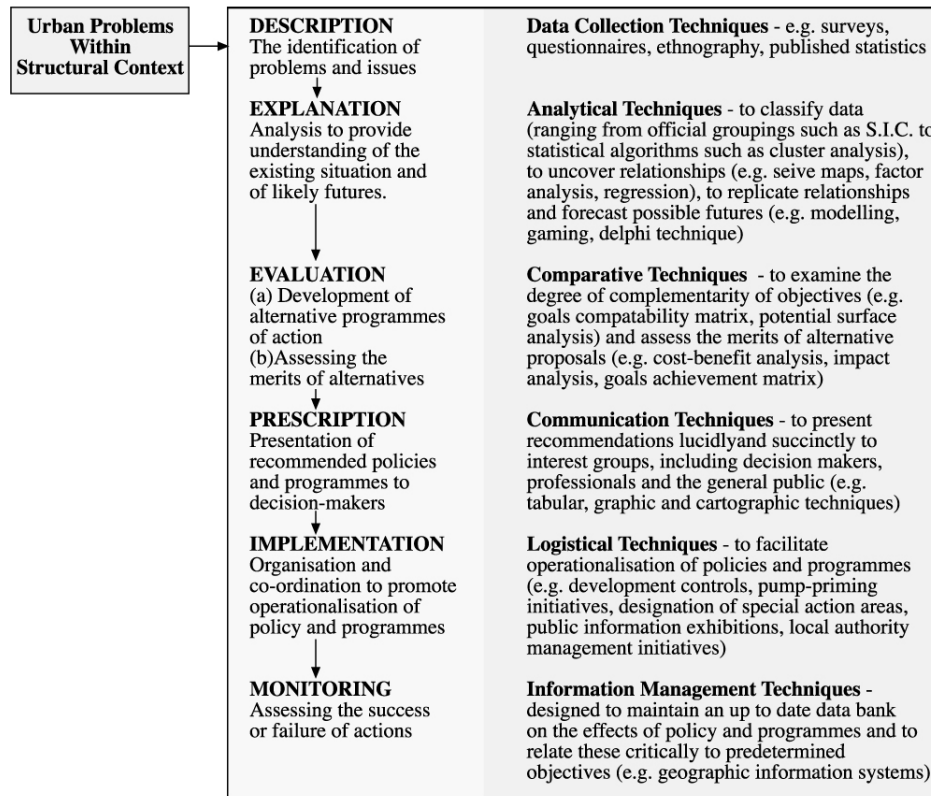 Urban Problems
Within
Structural Context
DESCRIPTION
The identification of
problems and issues
Data Collection Techniques - e.g. surveys,
questionnaires, ethnography, published statistics
EXPLANATION
Analysis to provide
understanding of the
existing situation and
of likely futures.
Analytical Techniques - to classify data
(ranging from official groupings such as S.I.C. to
statistical algorithms such as cluster analysis),
to uncover relationships (e.g. seive maps, factor
analysis, regression), to replicate relationships
and forecast possible futures (e.g. modelling,
gaming, delphi technique)
EVALUATION
(a) Development of
alternative programmes
of action
(b)Assessing the
merits of alternatives
Comparative Techniques - to examine the
degree of complementarity of objectives (e.g.
goals compatability matrix, potential surface
analysis) and assess the merits of alternative
proposals (e.g. cost-benefit analysis, impact
analysis, goals achievement matrix)
PRESCRIPTION
Presentation of
recommended policies
and programmes to
decision-makers
Communication Techniques - to present
recommendations lucidlyand succinctly to
interest groups, including decision makers,
professionals and the general public (e.g.
tabular, graphic and cartographic techniques)
IMPLEMENTATION
Organisation and
co-ordination to promote
operationalisation of
policy and programmes
Logistical Techniques - to facilitate
operationalisation of policies and programmes
(e.g. development controls, pump-priming
initiatives, designation of special action areas,
public information exhibitions, local authority
management initiatives)
MONITORING
Assessing the success
or failure of actions
Information Management Techniques -
designed to maintain an up to date data bank
on the effects of policy and programmes and to
relate these critically to predetermined
objectives (e.g. geographic information systems)